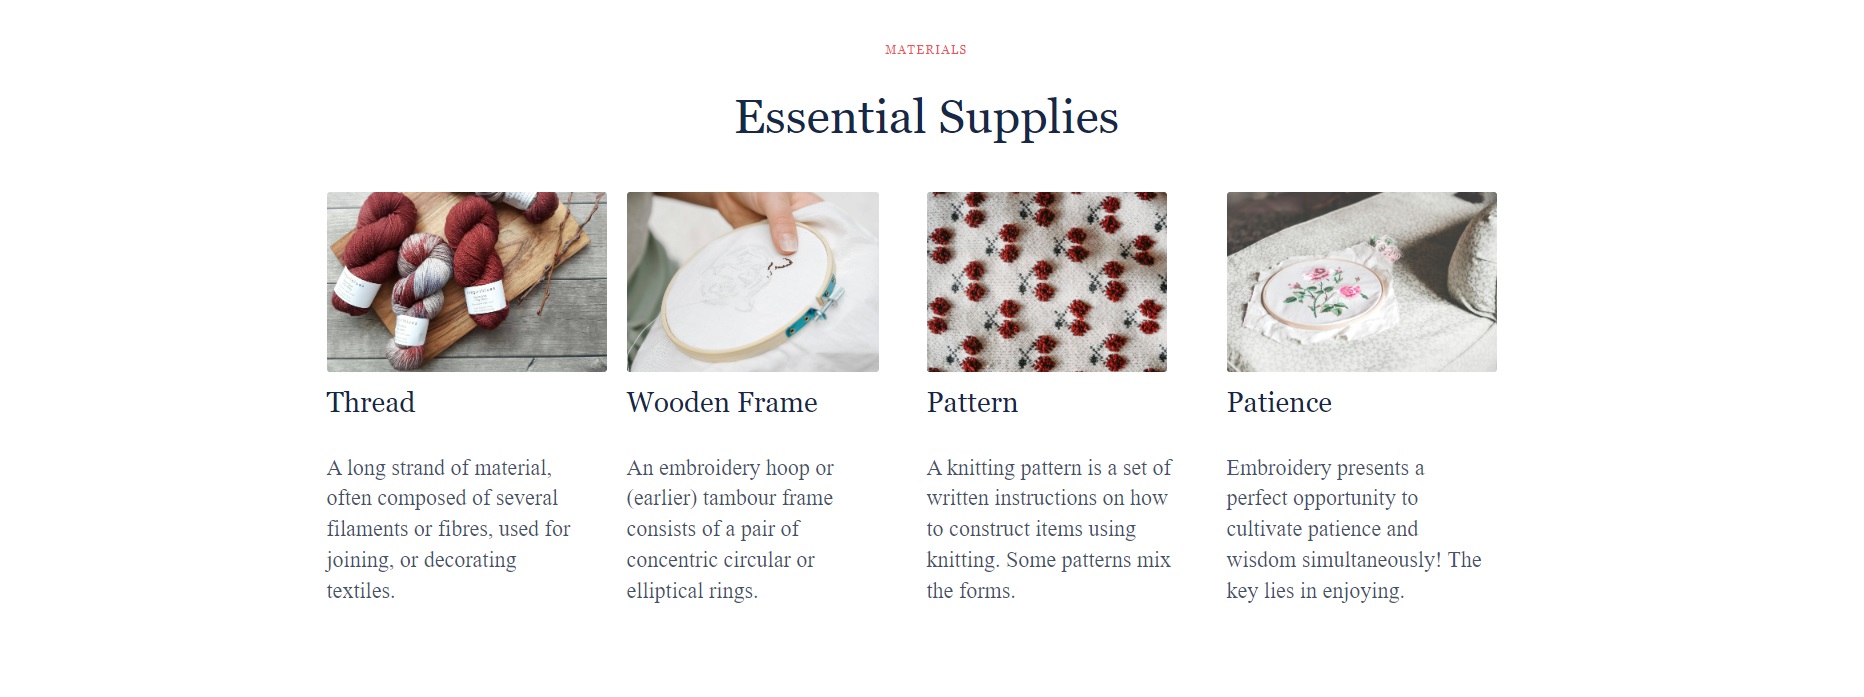 MATERIALS
Essential Supplies
Thread
A long strand of material,
often composed of several
filaments or fibres, used for
joining, or decorating
textiles.
Wooden Frame
An embroidery hoop or
(earlier) tambour frame
consists of a pair of
concentric circular or
elliptical rings.
Pattern
A knitting pattern is a set of
written instructions on how
to construct items using
knitting. Some patterns mix
the forms.
Patience
Embroidery presents a
perfect opportunity to
cultivate patience and
wisdom simultaneously! The
key lies in enjoying.